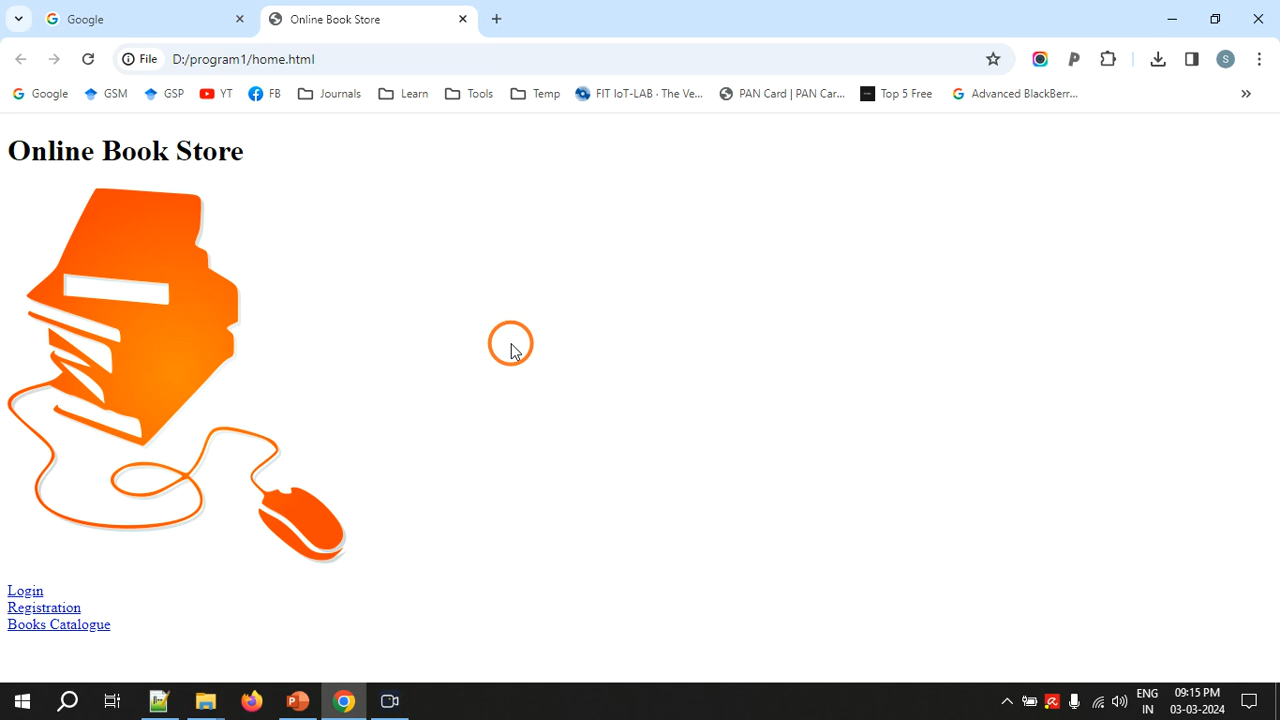 Google
Online Book Store
File
D:/program1/home.html
S
Google
GSM
GSP
YT
FB
Journals
Learn
Tools
Temp
FIT IoT-LAB · The Ve...
PAN Card | PAN Car...
Top 5 Free
Advanced BlackBerr...
Online Book Store
Login
Registration
Books Catalogue
ENG
IN
09:15 PM
03-03-2024